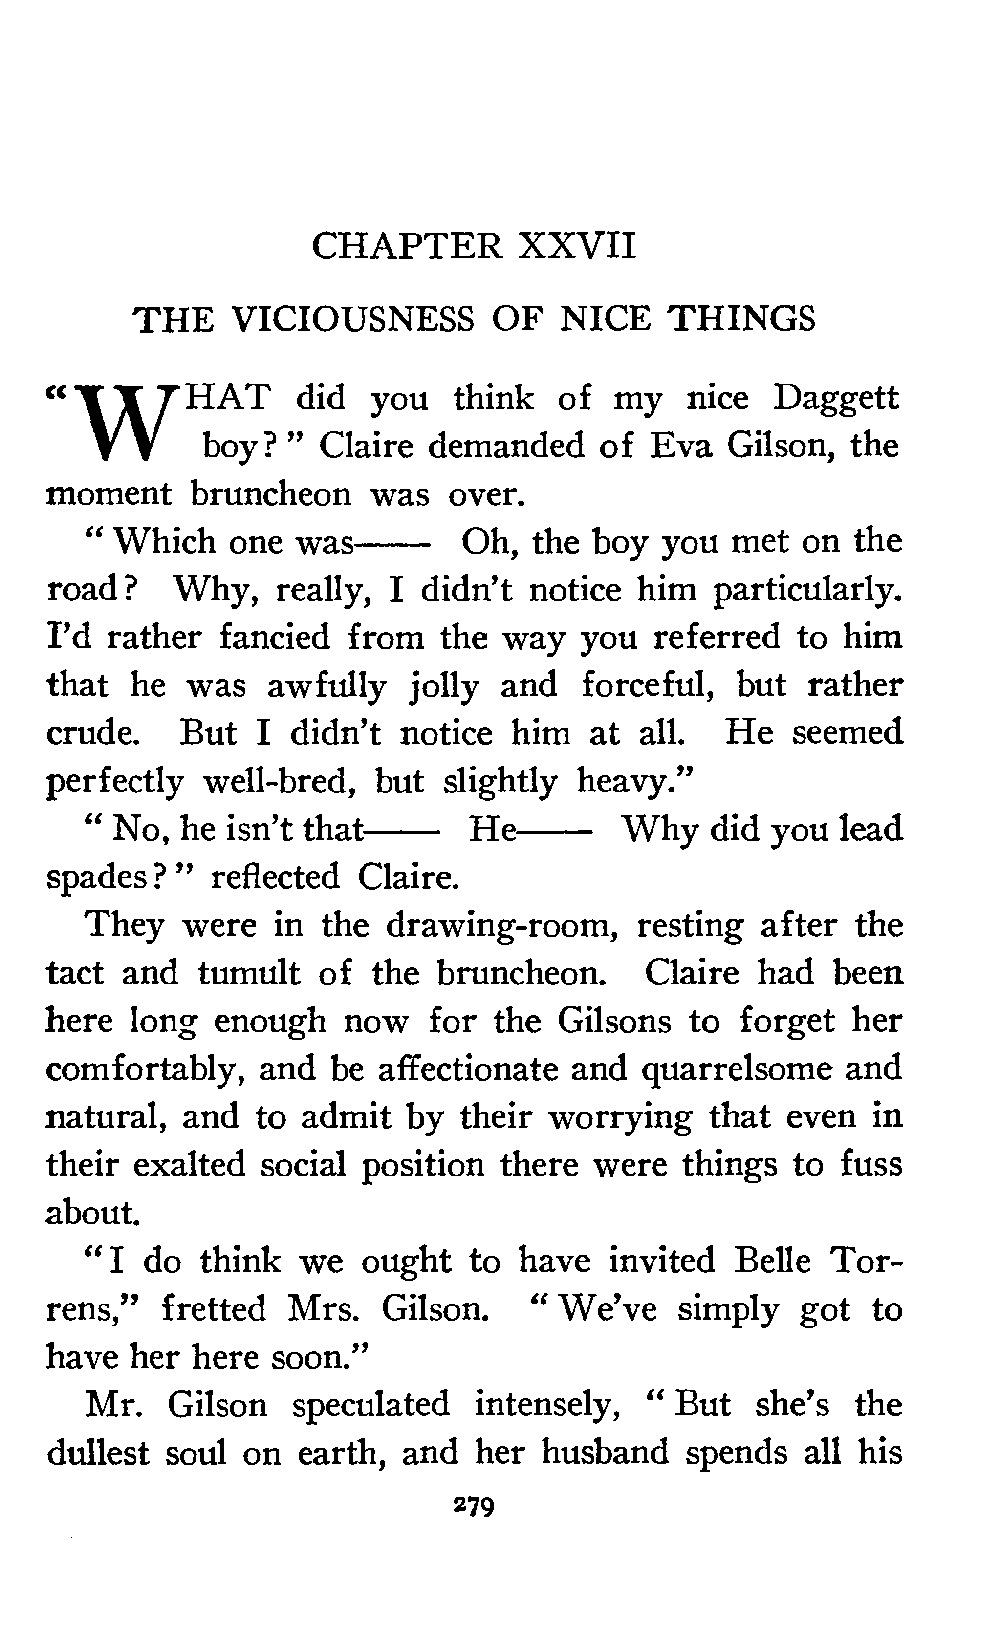 CHAPTER XXVII
THE VICIOUSNESS OF NICE THINGS
“WHAT did you think of my nice Daggett
boy?” Claire demanded of Eva Gilson, the
moment bruncheon was over.
“Which one was—— Oh, the boy you met on the
road? Why, really, I didn’t notice him particularly.
I’d rather fancied from the way you referred to him
that he was awfully jolly and forceful, but rather
crude. But I didn’t notice him at all. He seemed
perfectly well-bred, but slightly heavy.”
“No, he isn’t that—— He—— Why did you lead
spades?” reflected Claire.
They were in the drawing-room, resting after the
tact and tumult of the bruncheon. Claire had been
here long enough now for the Gilsons to forget her
comfortably, and be affectionate and quarrelsome and
natural, and to admit by their worrying that even in
their exalted social position there were things to fuss
about.
“I do think we ought to have invited Belle Tor-
rens,” fretted Mrs. Gilson. “We’ve simply got to
have her here soon.”
Mr. Gilson speculated intensely, “But she’s the
dullest soul on earth, and her husband spends all his
279